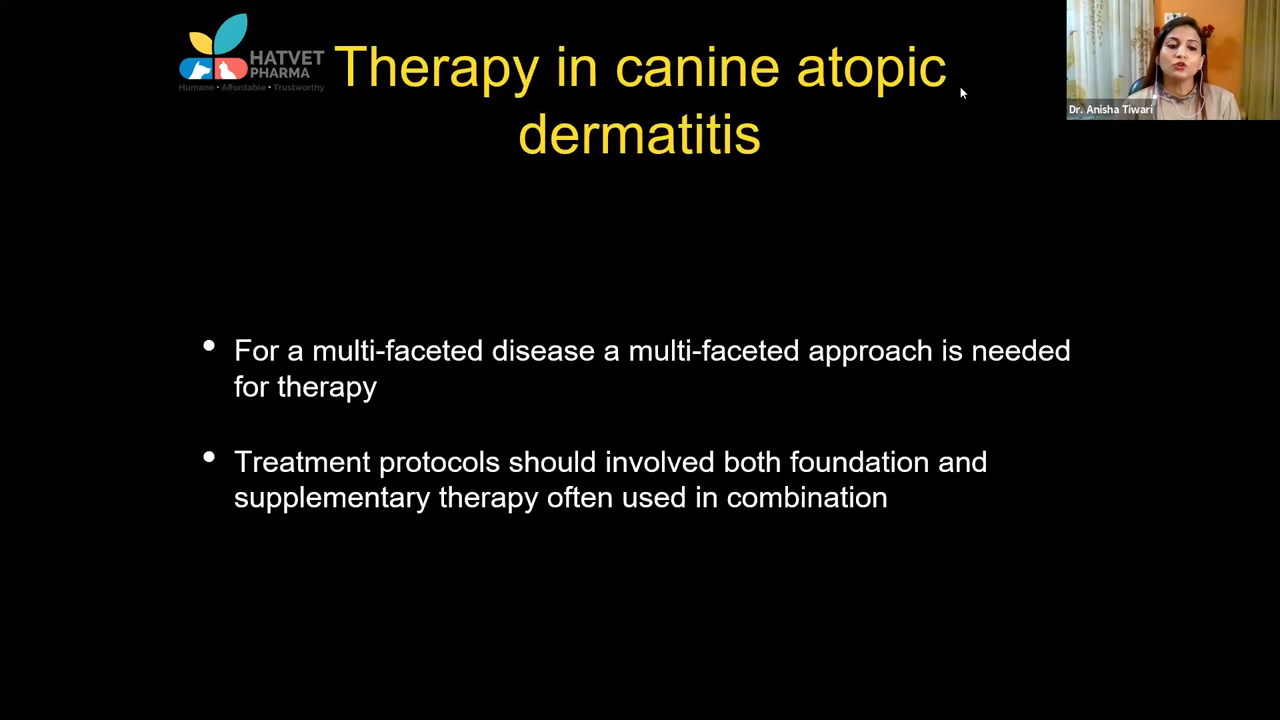 HATVET
PHARMA
Humane • Affordable • Trustworthy
Therapy in canine atopic
dermatitis
Dr. Anisha Tiwari
• For a multi-faceted disease a multi-faceted approach is needed
for therapy
• Treatment protocols should involved both foundation and
supplementary therapy often used in combination